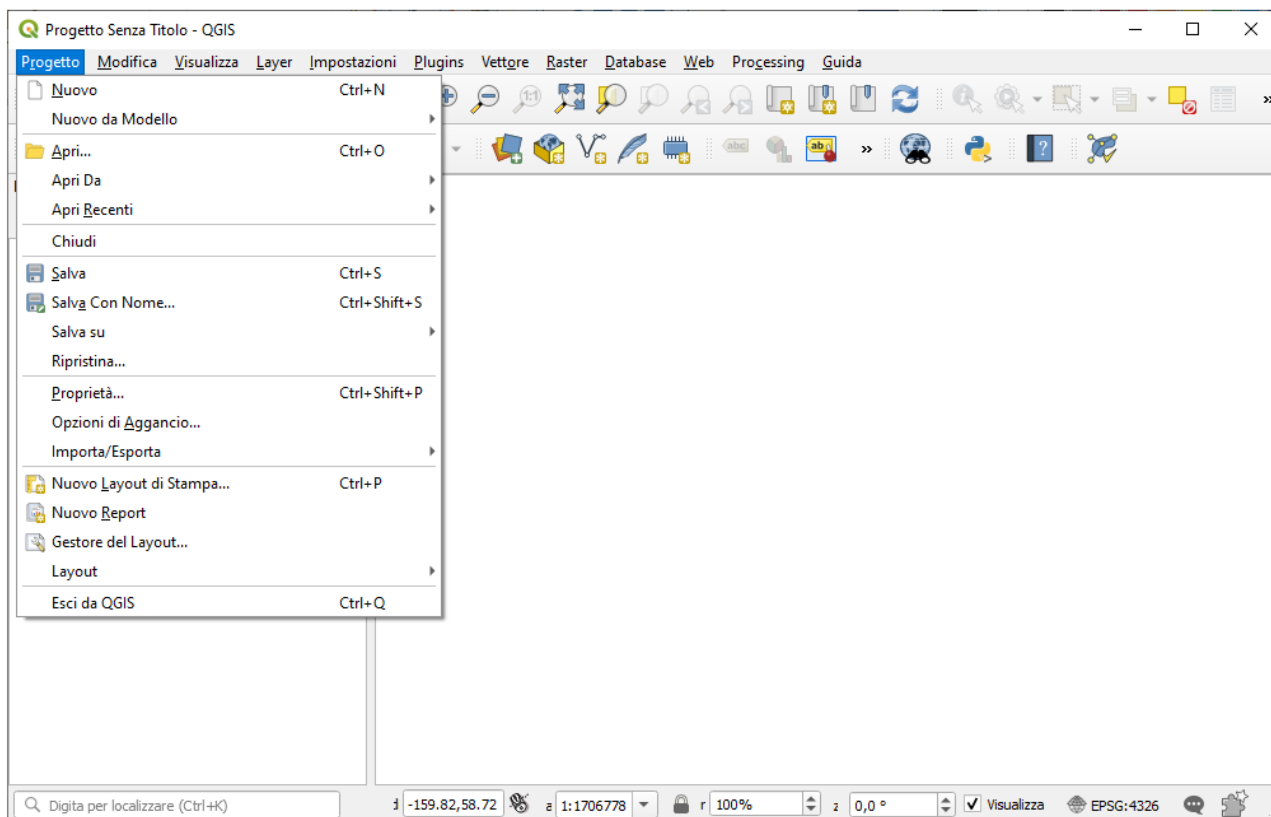 Progetto Senza Titolo - QGIS
Progetto Modifica Visualizza Layer Impostazioni Plugins Vettore Raster Database Web Processing Guida
Nuovo Ctrl+N
Nuovo da Modello
Apri... Ctrl+O
Apri Da
Apri Recenti
Chiudi
Salva Ctrl+S
Salva Con Nome... Ctrl+Shift+S
Salva su
Ripristina...
Proprietà... Ctrl+Shift+P
Opzioni di Aggancio...
Importa/Esporta
Nuovo Layout di Stampa... Ctrl+P
Nuovo Report
Gestore del Layout...
Layout
Esci da QGIS Ctrl+Q
1:1
abc
ab
Digita per localizzare (Ctrl+K) -159.82,58.72 a 1:1706778 r 100% z 0,0 ° Visualizza EPSG:4326